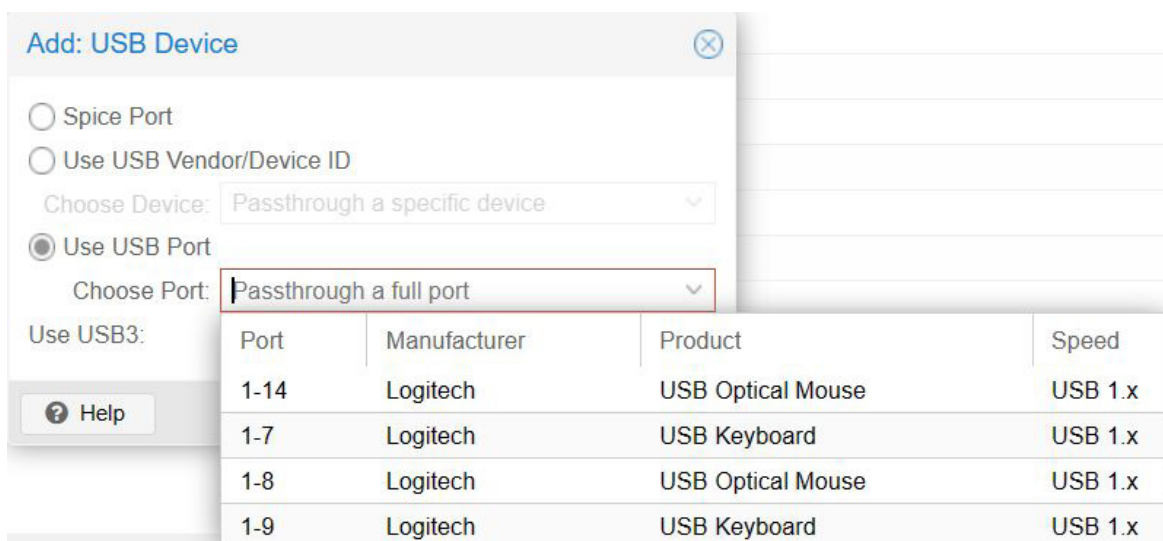 Add: USB Device
Spice Port
Use USB Vendor/Device ID
Choose Device: Passthrough a specific device
Use USB Port
Choose Port: Passthrough a full port
Use USB3:
Port Manufacturer Product Speed
1-14 Logitech USB Optical Mouse USB 1.x
Help
1-7 Logitech USB Keyboard USB 1.x
1-8 Logitech USB Optical Mouse USB 1.x
1-9 Logitech USB Keyboard USB 1.x